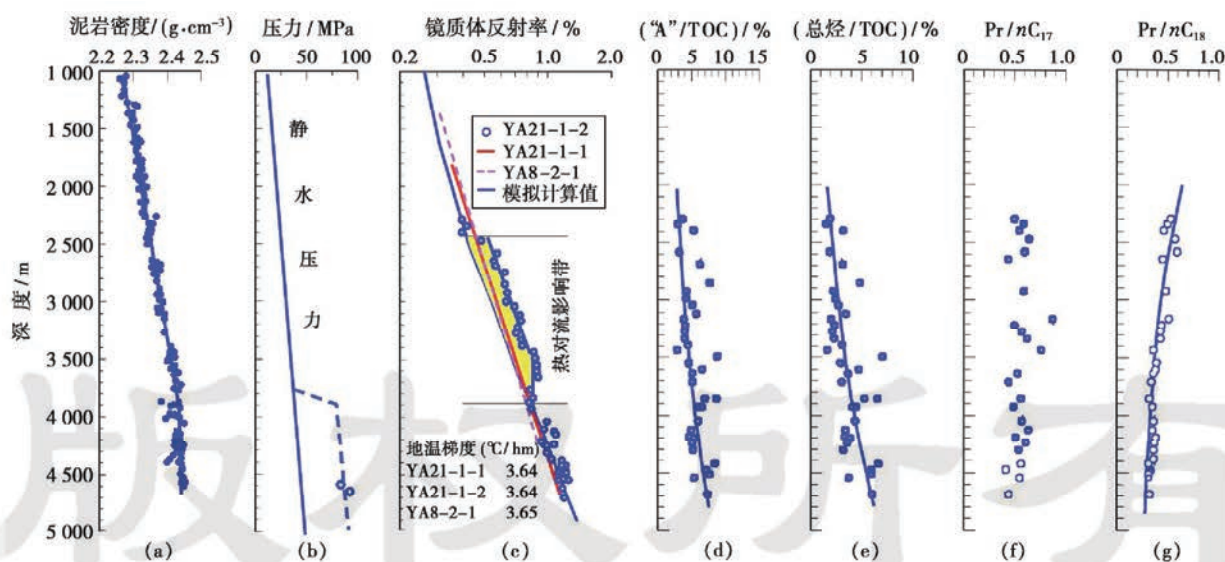 泥岩密度/(g·cm⁻³) 压力/MPa 镜质体反射率/% ("A"/TOC)/% (总烃/TOC)/% Pr/nC₁₇ Pr/nC₁₈
2.2 2.3 2.4 2.5 0 50 100 0.2 0.5 1.0 2.0 0 5 10 15 0 5 10 0 0.5 1.0 0 0.5 1.0
1 000
1 500
2 000
2 500
3 000
3 500
4 000
4 500
5 000
深度/m
静水压力
YA21-1-2
YA21-1-1
YA8-2-1
模拟计算值
热对流影响带
地温梯度(℃/hm)
YA21-1-1 3.64
YA21-1-2 3.64
YA8-2-1 3.65
(a) (b) (c) (d) (e) (f) (g)
版权所有